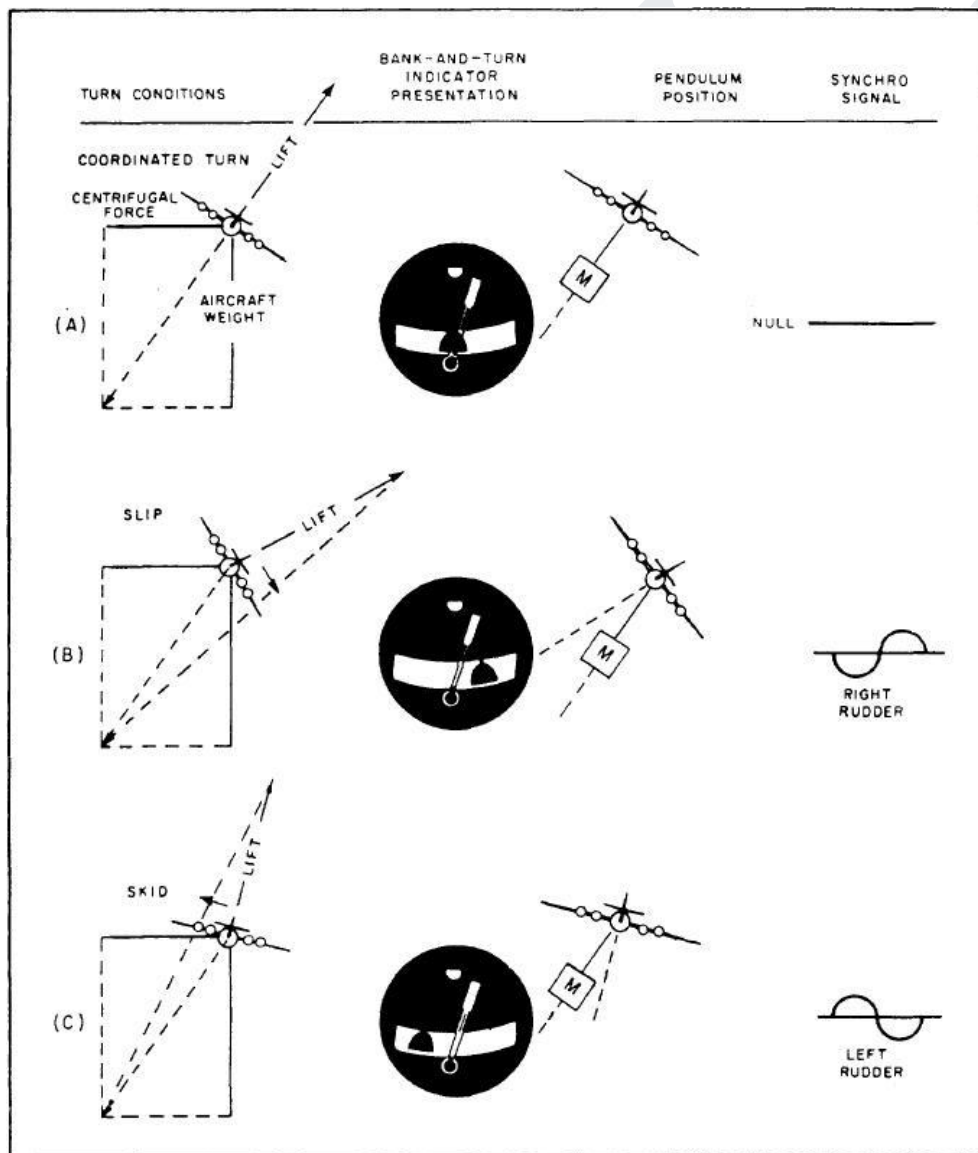 TURN CONDITIONS
BANK-AND-TURN
INDICATOR
PRESENTATION
PENDULUM
POSITION
SYNCHRO
SIGNAL
COORDINATED TURN
LIFT
CENTRIFUGAL
FORCE
AIRCRAFT
WEIGHT
(A)
M
NULL
SLIP
LIFT
(B)
M
RIGHT
RUDDER
SKID
LIFT
(C)
M
LEFT
RUDDER